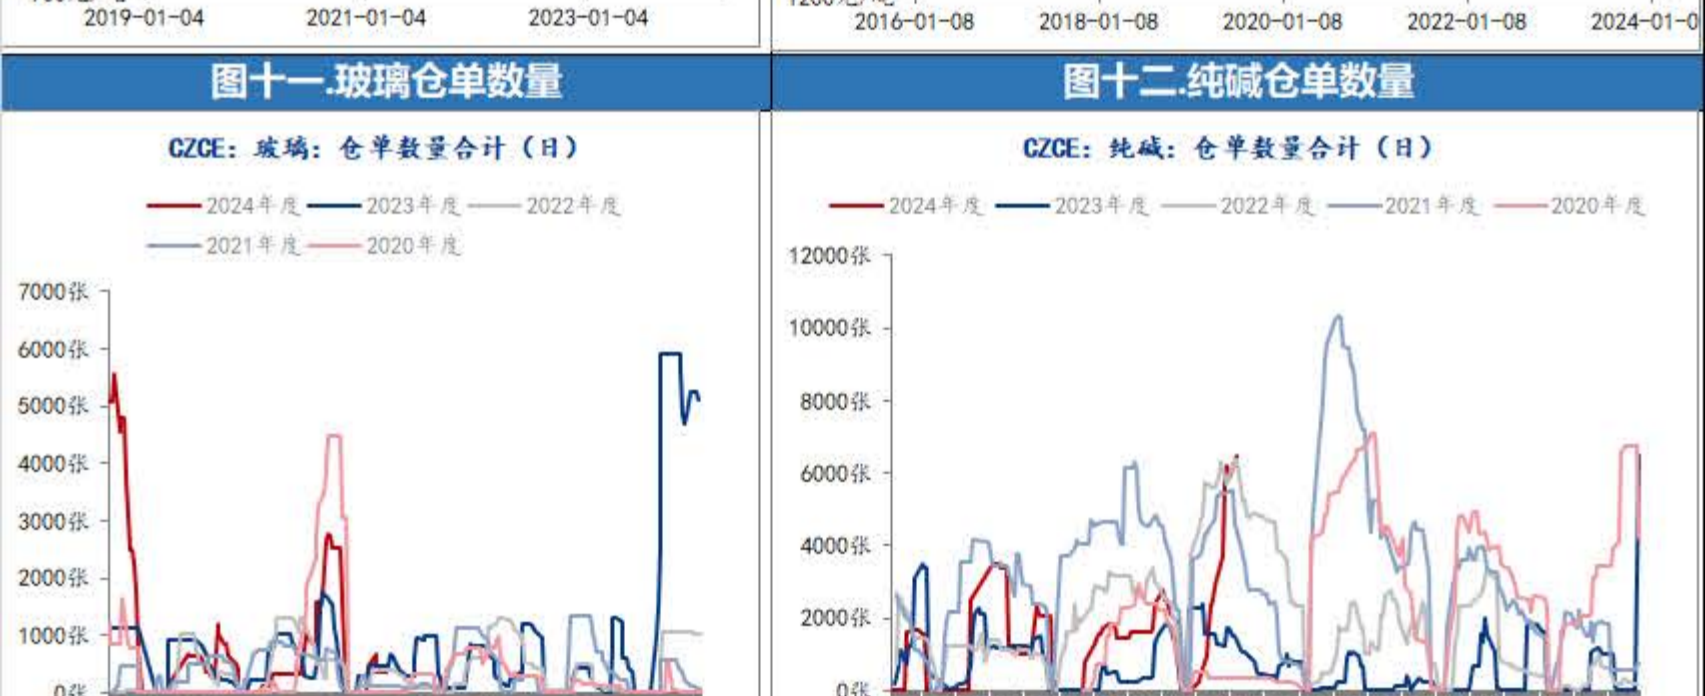 2019-01-04 2021-01-04 2023-01-04
2016-01-08 2018-01-08 2020-01-08 2022-01-08 2024-01-0
图十一.玻璃仓单数量
CZCE：玻璃：仓单数量合计（日）
2024年度 2023年度 2022年度
2021年度 2020年度
7000张
6000张
5000张
4000张
3000张
2000张
1000张
0张
图十二.纯碱仓单数量
CZCE：纯碱：仓单数量合计（日）
2024年度 2023年度 2022年度 2021年度 2020年度
12000张
10000张
8000张
6000张
4000张
2000张
0张